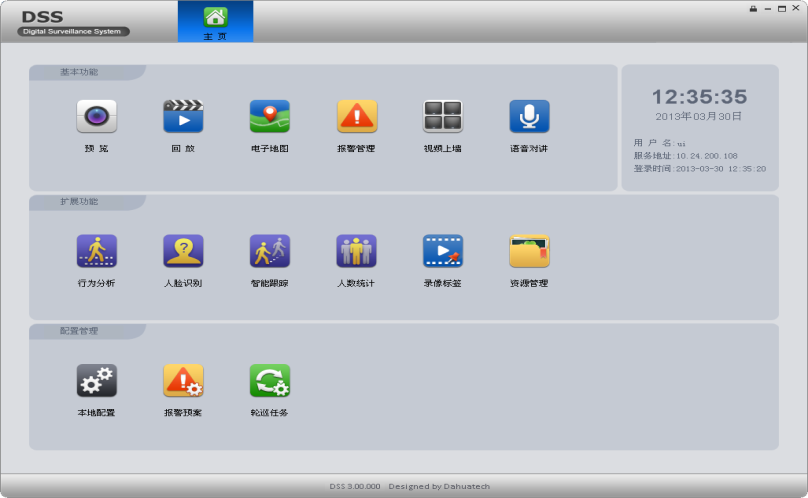 DSS
Digital Surveillance System
主 页
基本功能
预 览
回 放
电子地图
报警管理
视频上墙
语音对讲
12:35:35
2013年03月30日
用 户 名:ui
服务地址:10.24.200.108
登录时间:2013-03-30 12:35:20
扩展功能
行为分析
人脸识别
智能跟踪
人数统计
录像标签
资源管理
配置管理
本地配置
报警预案
轮巡任务
DSS 3.00.000 Designed by Dahuatech